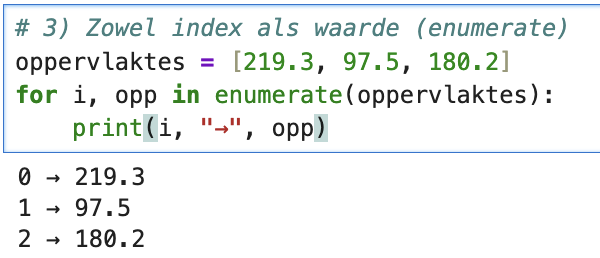 # 3) Zowel index als waarde (enumerate)
oppervlaktes = [219.3, 97.5, 180.2]
for i, opp in enumerate(oppervlaktes):
    print(i, "→", opp)
0 → 219.3
1 → 97.5
2 → 180.2